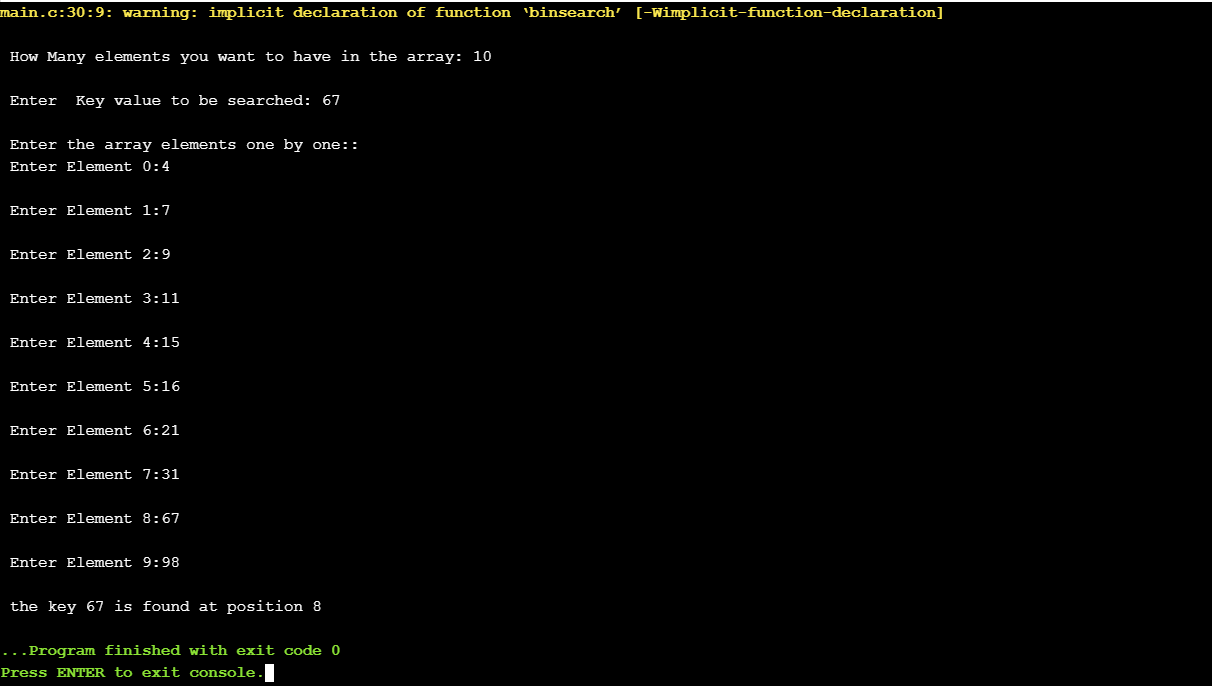 main.c:30:9: warning: implicit declaration of function ‘binsearch’ [-Wimplicit-function-declaration]
How Many elements you want to have in the array: 10
Enter  Key value to be searched: 67
Enter the array elements one by one::
Enter Element 0:4
Enter Element 1:7
Enter Element 2:9
Enter Element 3:11
Enter Element 4:15
Enter Element 5:16
Enter Element 6:21
Enter Element 7:31
Enter Element 8:67
Enter Element 9:98
the key 67 is found at position 8
...Program finished with exit code 0
Press ENTER to exit console.